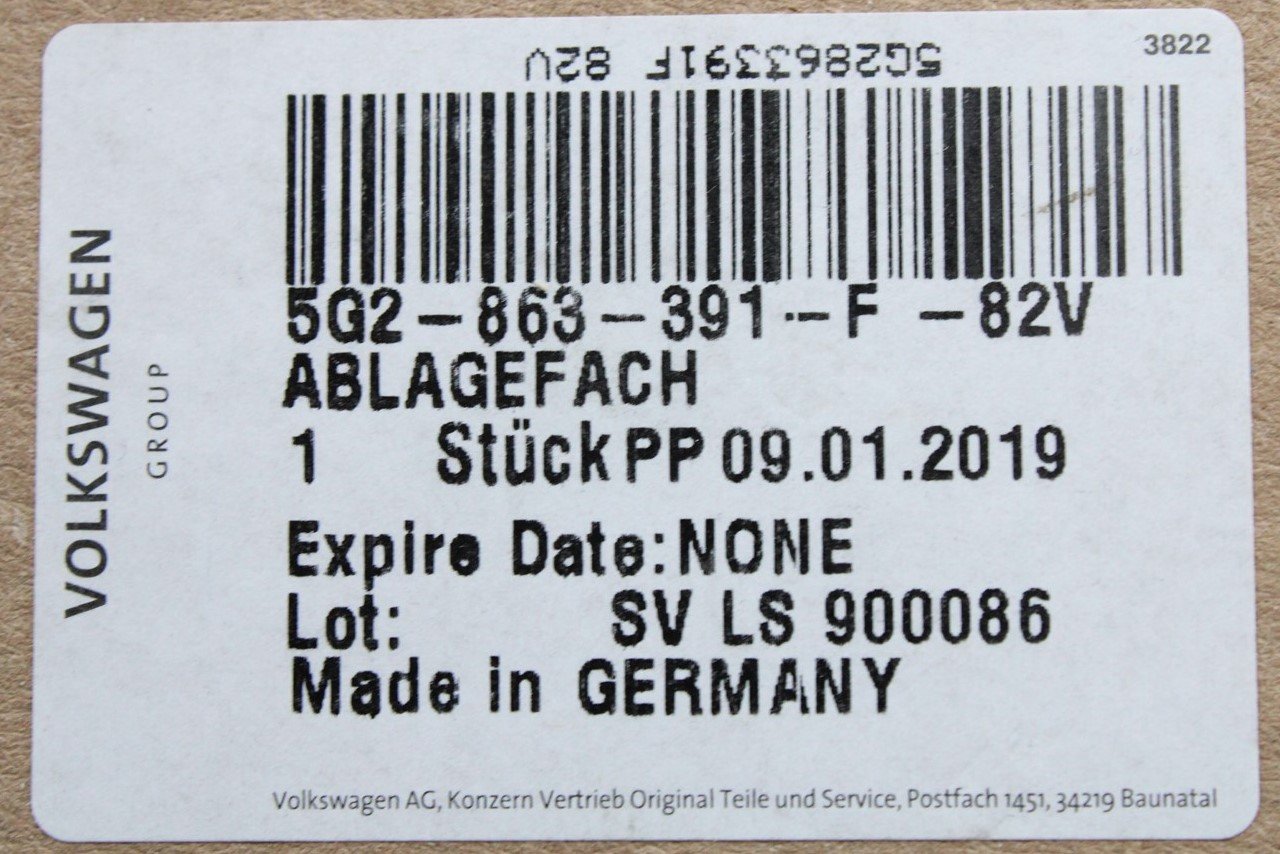 3822
5G2863391F 82V
5G2-863-391-F -82V
ABLAGEFACH
1 Stück PP 09.01.2019
Expire Date:NONE
Lot: SV LS 900086
Made in GERMANY
VOLKSWAGEN
GROUP
Volkswagen AG, Konzern Vertrieb Original Teile und Service, Postfach 1451, 34219 Baunatal